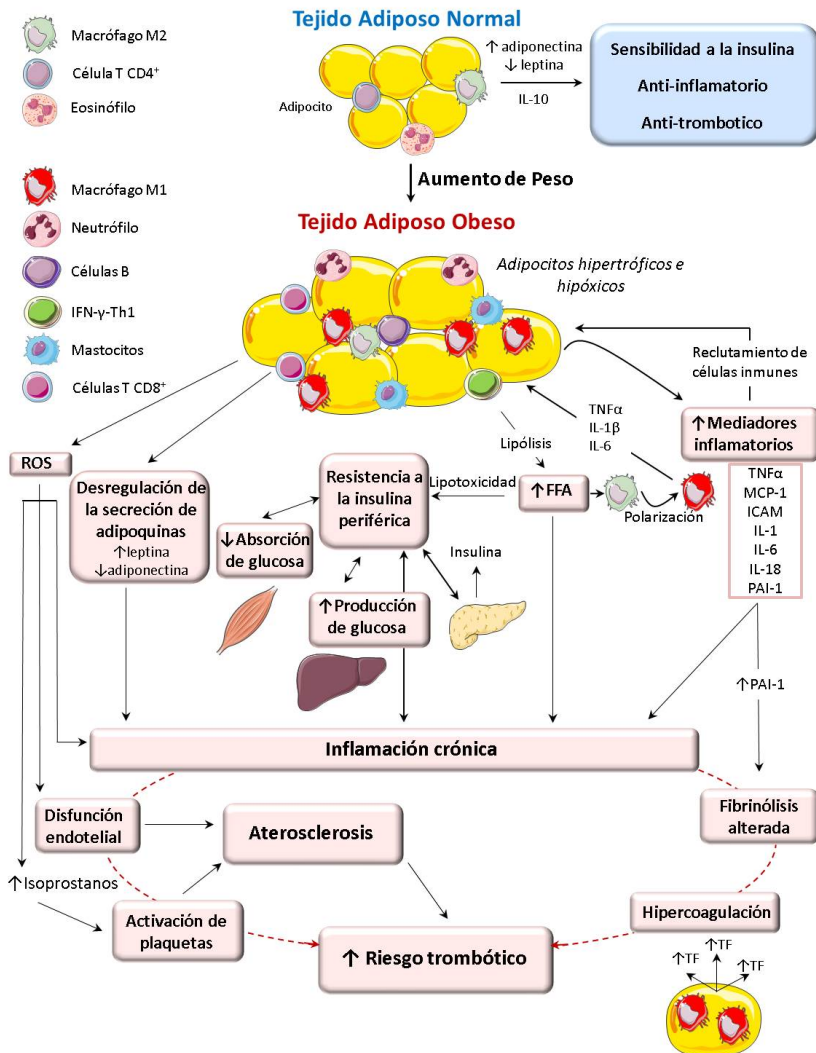 Tejido Adiposo Normal
Macrófago M2
Célula T CD4⁺
Eosinófilo
Adipocito
↑ adiponectina
↓ leptina
IL-10
Sensibilidad a la insulina
Anti-inflamatorio
Anti-trombotico
Aumento de Peso
Tejido Adiposo Obeso
Macrófago M1
Neutrófilo
Células B
IFN-γ-Th1
Mastocitos
Células T CD8⁺
Adipocitos hipertróficos e
hipóxicos
Reclutamiento de
células inmunes
↑ Mediadores
inflamatorios
TNFα
MCP-1
ICAM
IL-1
IL-6
IL-18
PAI-1
TNFα
IL-1β
IL-6
Lipólisis
↑FFA
Polarización
Lipotoxicidad
ROS
Desregulación de
la secreción de
adipoquinas
↑leptina
↓adiponectina
Resistencia a
la insulina
periférica
↓Absorción
de glucosa
↑Producción
de glucosa
Insulina
↑PAI-1
Inflamación crónica
Disfunción
endotelial
Aterosclerosis
Fibrinólisis
alterada
↑Isoprostanos
Activación de
plaquetas
↑ Riesgo trombótico
Hipercoagulación
↑TF
↑TF
↑TF